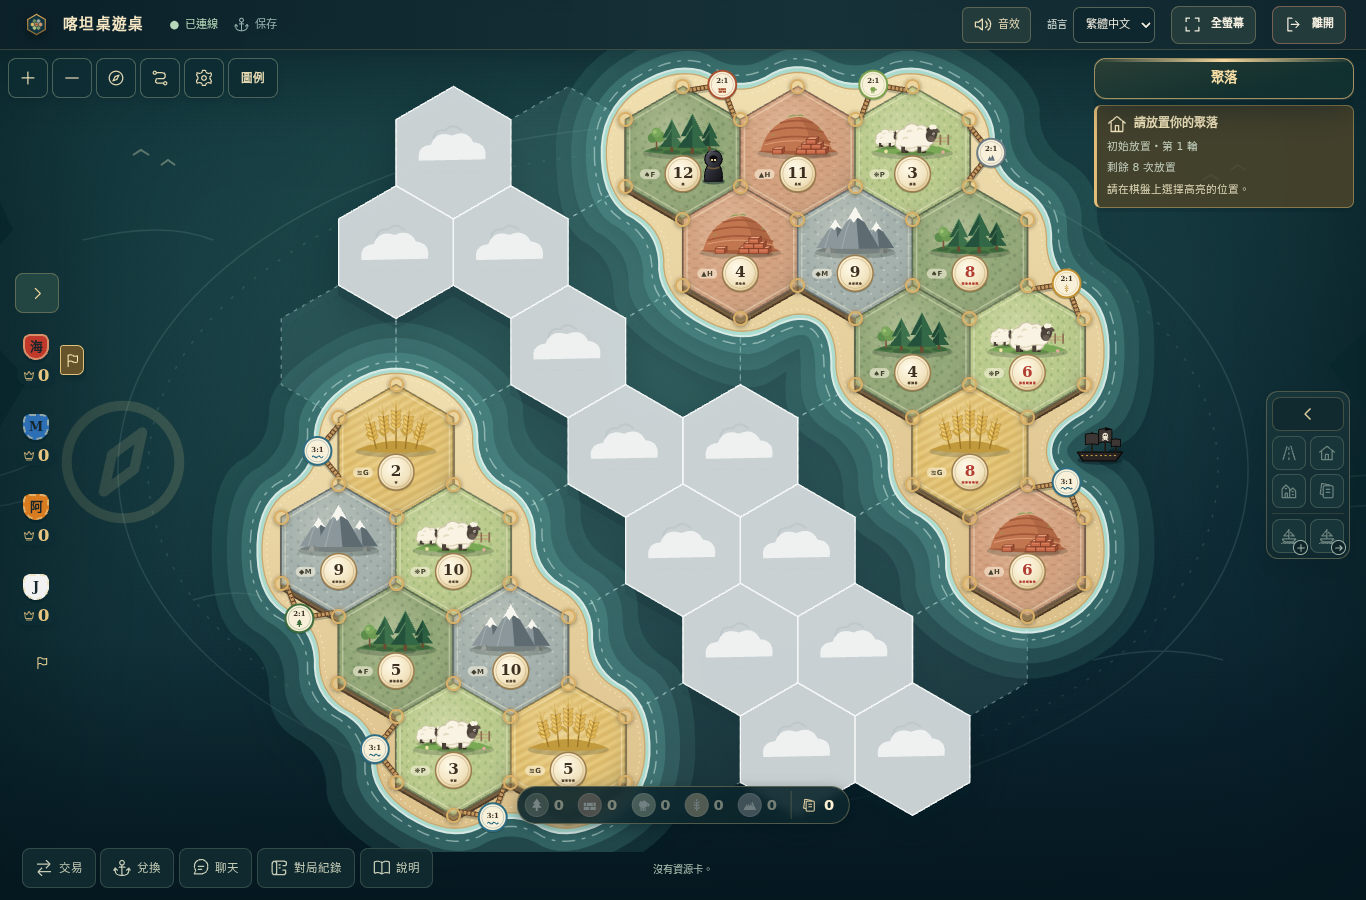 喀坦桌遊桌
已連線
保存
音效
語言
繁體中文
全螢幕
離開
圖例
聚落
請放置你的聚落
初始放置・第 1 輪
剩餘 8 次放置
請在棋盤上選擇高亮的位置。
2:1
2:1
2:1
♠F
12
▲H
11
❋P
3
▲H
4
◆M
9
♠F
8
2:1
♠F
4
❋P
6
海
0
M
0
阿
0
J
0
3:1
≋G
2
≋G
8
3:1
◆M
9
❋P
10
▲H
6
2:1
♠F
5
◆M
10
3:1
❋P
3
≋G
5
3:1
0
0
0
0
0
0
交易
兌換
聊天
對局紀錄
說明
沒有資源卡。